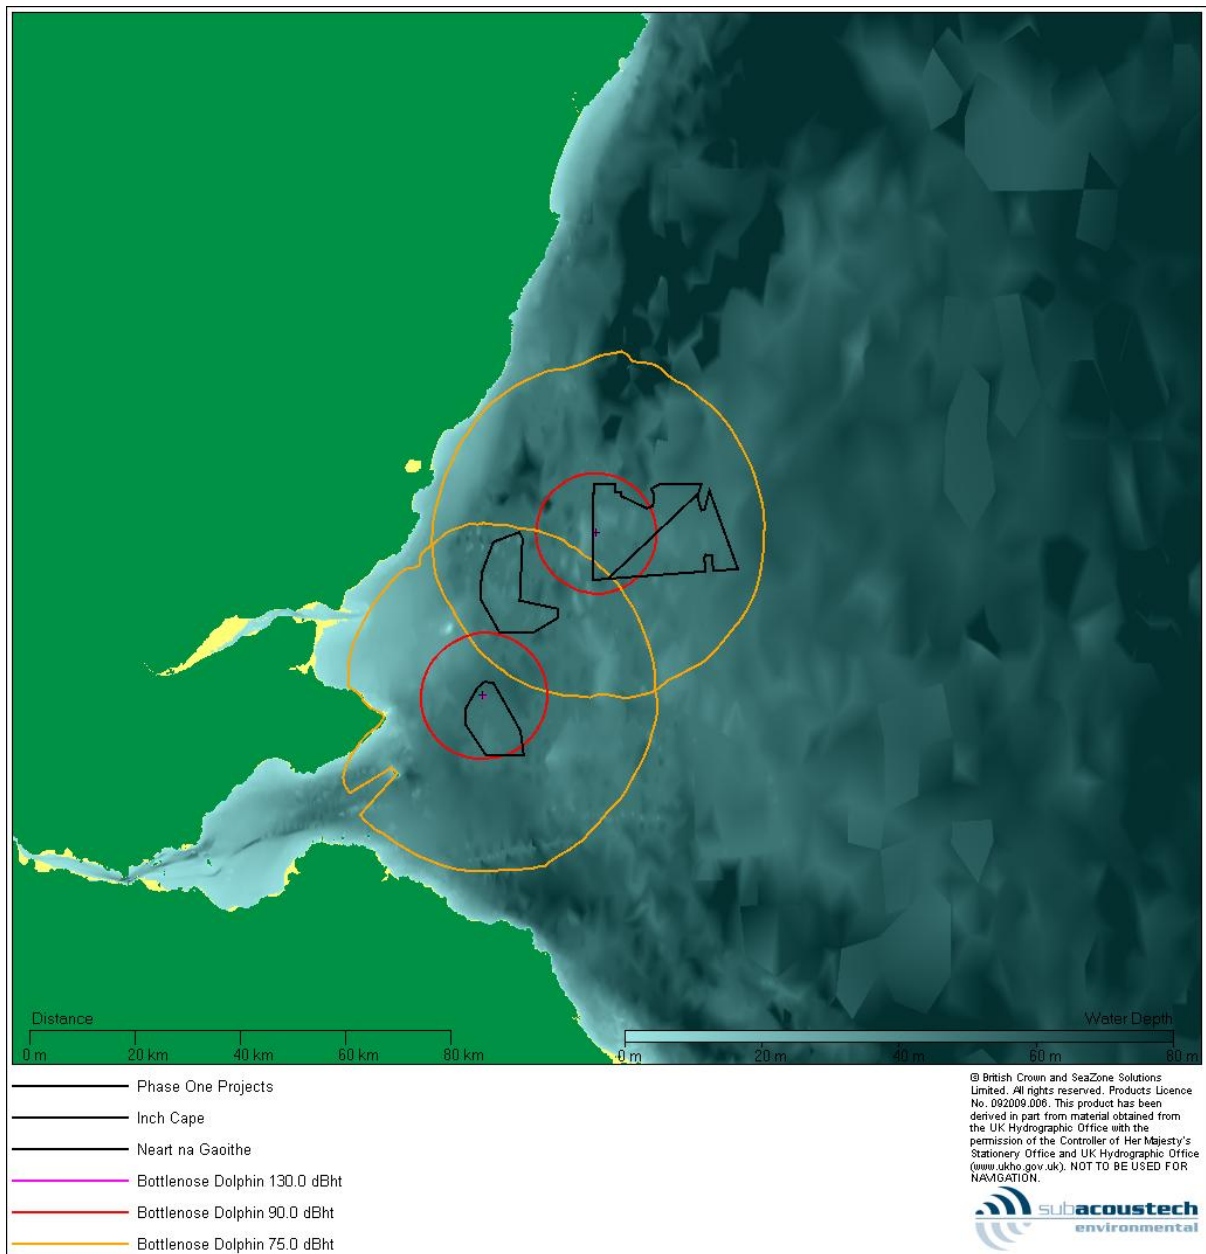 Distance
0 m 20 km 40 km 60 km 80 km
Water Depth
0 m 20 m 40 m 60 m 80 m
Phase One Projects
Inch Cape
Neart na Gaoithe
Bottlenose Dolphin 130.0 dBht
Bottlenose Dolphin 90.0 dBht
Bottlenose Dolphin 75.0 dBht
© British Crown and SeaZone Solutions
Limited. All rights reserved. Products Licence
No. 092009.006. This product has been
derived in part from material obtained from
the UK Hydrographic Office with the
permission of the Controller of Her Majesty's
Stationery Office and UK Hydrographic Office
(www.ukho.gov.uk). NOT TO BE USED FOR
NAVIGATION.
subacoustech
environmental